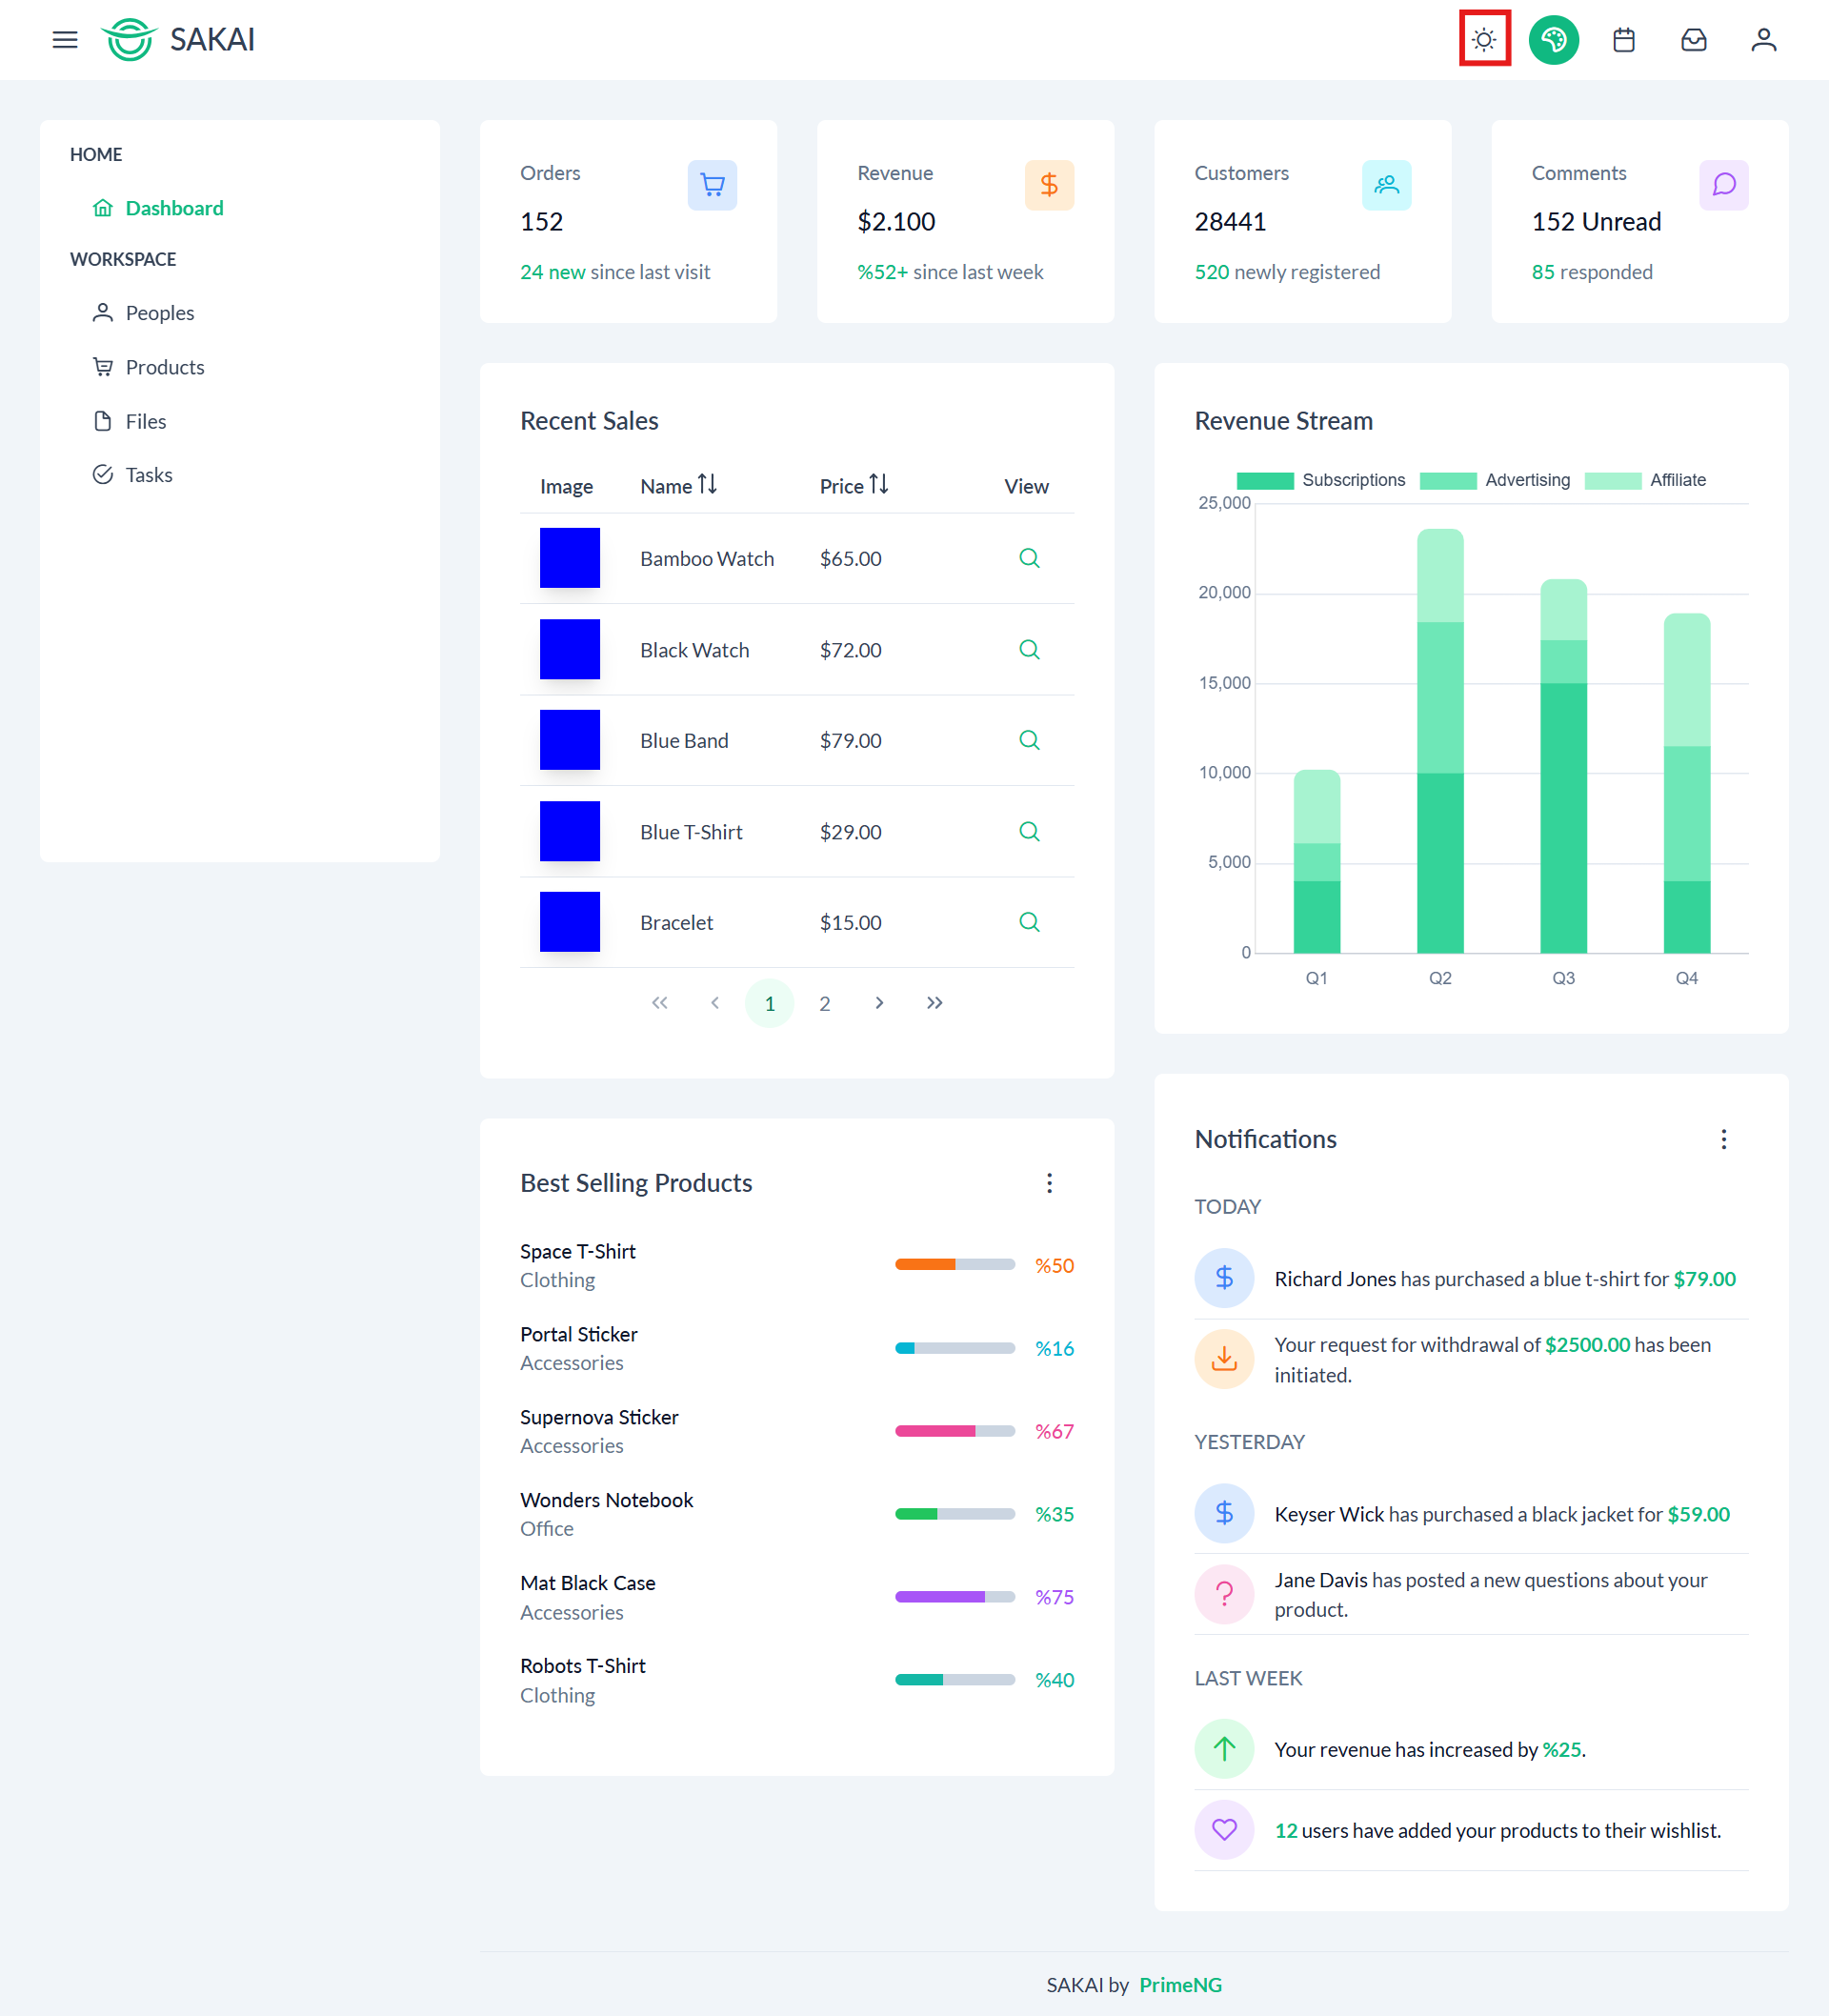 SAKAI
HOME
Dashboard
WORKSPACE
Peoples
Products
Files
Tasks
Orders
152
24 new since last visit
Revenue
$2.100
%52+ since last week
Customers
28441
520 newly registered
Comments
152 Unread
85 responded
Recent Sales
Image Name Price View
Bamboo Watch $65.00
Black Watch $72.00
Blue Band $79.00
Blue T-Shirt $29.00
Bracelet $15.00
1 2
Revenue Stream
Subscriptions Advertising Affiliate
25,000
20,000
15,000
10,000
5,000
0
Q1 Q2 Q3 Q4
Best Selling Products
Space T-Shirt
Clothing
%50
Portal Sticker
Accessories
%16
Supernova Sticker
Accessories
%67
Wonders Notebook
Office
%35
Mat Black Case
Accessories
%75
Robots T-Shirt
Clothing
%40
Notifications
TODAY
Richard Jones has purchased a blue t-shirt for $79.00
Your request for withdrawal of $2500.00 has been
initiated.
YESTERDAY
Keyser Wick has purchased a black jacket for $59.00
Jane Davis has posted a new questions about your
product.
LAST WEEK
Your revenue has increased by %25.
12 users have added your products to their wishlist.
SAKAI by PrimeNG